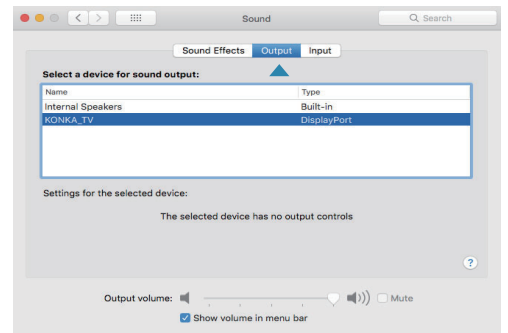 Sound
Search
Sound Effects Output Input
Select a device for sound output:
Name Type
Internal Speakers Built-in
KONKA_TV DisplayPort
Settings for the selected device:
The selected device has no output controls
?
Output volume: Mute
Show volume in menu bar